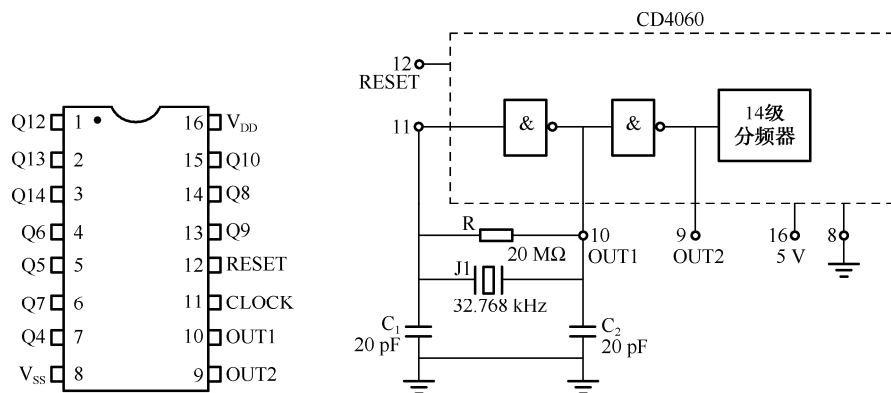 CD4060
12
RESET
11
&
&
14级
分频器
R
20 MΩ
10
OUT1
9
OUT2
16
5 V
8
J1
32.768 kHz
C₁
20 pF
C₂
20 pF
Q12 1 16 V_DD
Q13 2 15 Q10
Q14 3 14 Q8
Q6 4 13 Q9
Q5 5 12 RESET
Q7 6 11 CLOCK
Q4 7 10 OUT1
V_SS 8 9 OUT2